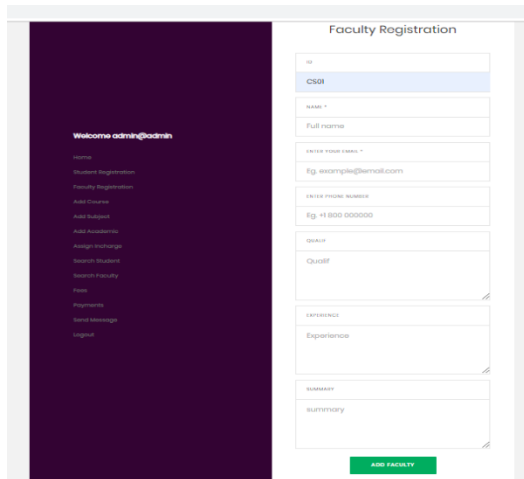 Welcome admin@admin
Home
Student Registration
Faculty Registration
Add Course
Add Subject
Add Academic
Assign Incharge
Search Student
Search Faculty
Fees
Payments
Send Message
Logout
Faculty Registration
Id
CS01
NAME *
Full name
ENTER YOUR EMAIL *
Eg. example@email.com
ENTER PHONE NUMBER
Eg. +1 800 000000
QUALIF
Qualif
EXPERIENCE
Experience
SUMMARY
summary
ADD FACULTY